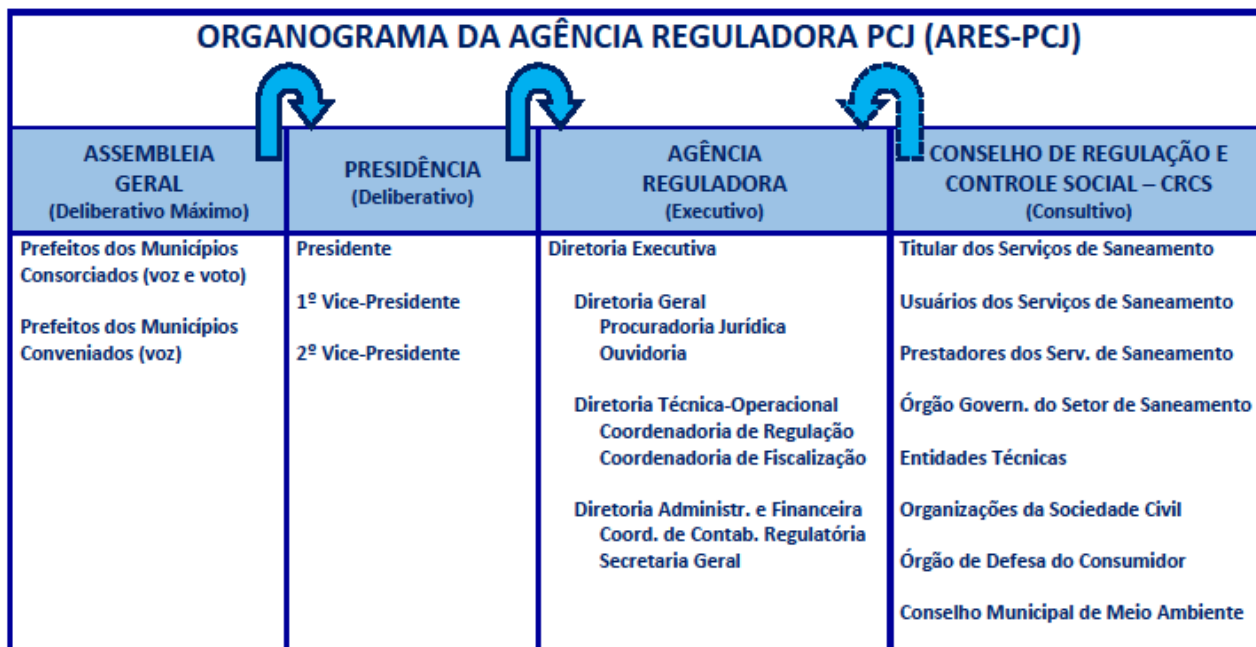 ORGANOGRAMA DA AGÊNCIA REGULADORA PCJ (ARES-PCJ)
ASSEMBLEIA
GERAL
(Deliberativo Máximo)
Prefeitos dos Municípios
Consorciados (voz e voto)
Prefeitos dos Municípios
Conveniados (voz)
PRESIDÊNCIA
(Deliberativo)
Presidente
1º Vice-Presidente
2º Vice-Presidente
AGÊNCIA
REGULADORA
(Executivo)
Diretoria Executiva
Diretoria Geral
Procuradoria Jurídica
Ouvidoria
Diretoria Técnica-Operacional
Coordenadoria de Regulação
Coordenadoria de Fiscalização
Diretoria Administr. e Financeira
Coord. de Contab. Regulatória
Secretaria Geral
CONSELHO DE REGULAÇÃO E
CONTROLE SOCIAL – CRCS
(Consultivo)
Titular dos Serviços de Saneamento
Usuários dos Serviços de Saneamento
Prestadores dos Serv. de Saneamento
Órgão Govern. do Setor de Saneamento
Entidades Técnicas
Organizações da Sociedade Civil
Órgão de Defesa do Consumidor
Conselho Municipal de Meio Ambiente